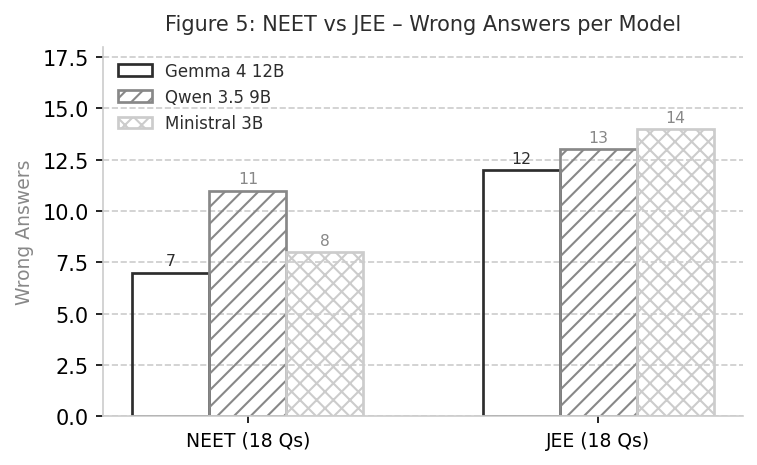 Figure 5: NEET vs JEE – Wrong Answers per Model
Wrong Answers
17.5
15.0
12.5
10.0
7.5
5.0
2.5
0.0
Gemma 4 12B
Qwen 3.5 9B
Ministral 3B
7
11
8
12
13
14
NEET (18 Qs)
JEE (18 Qs)